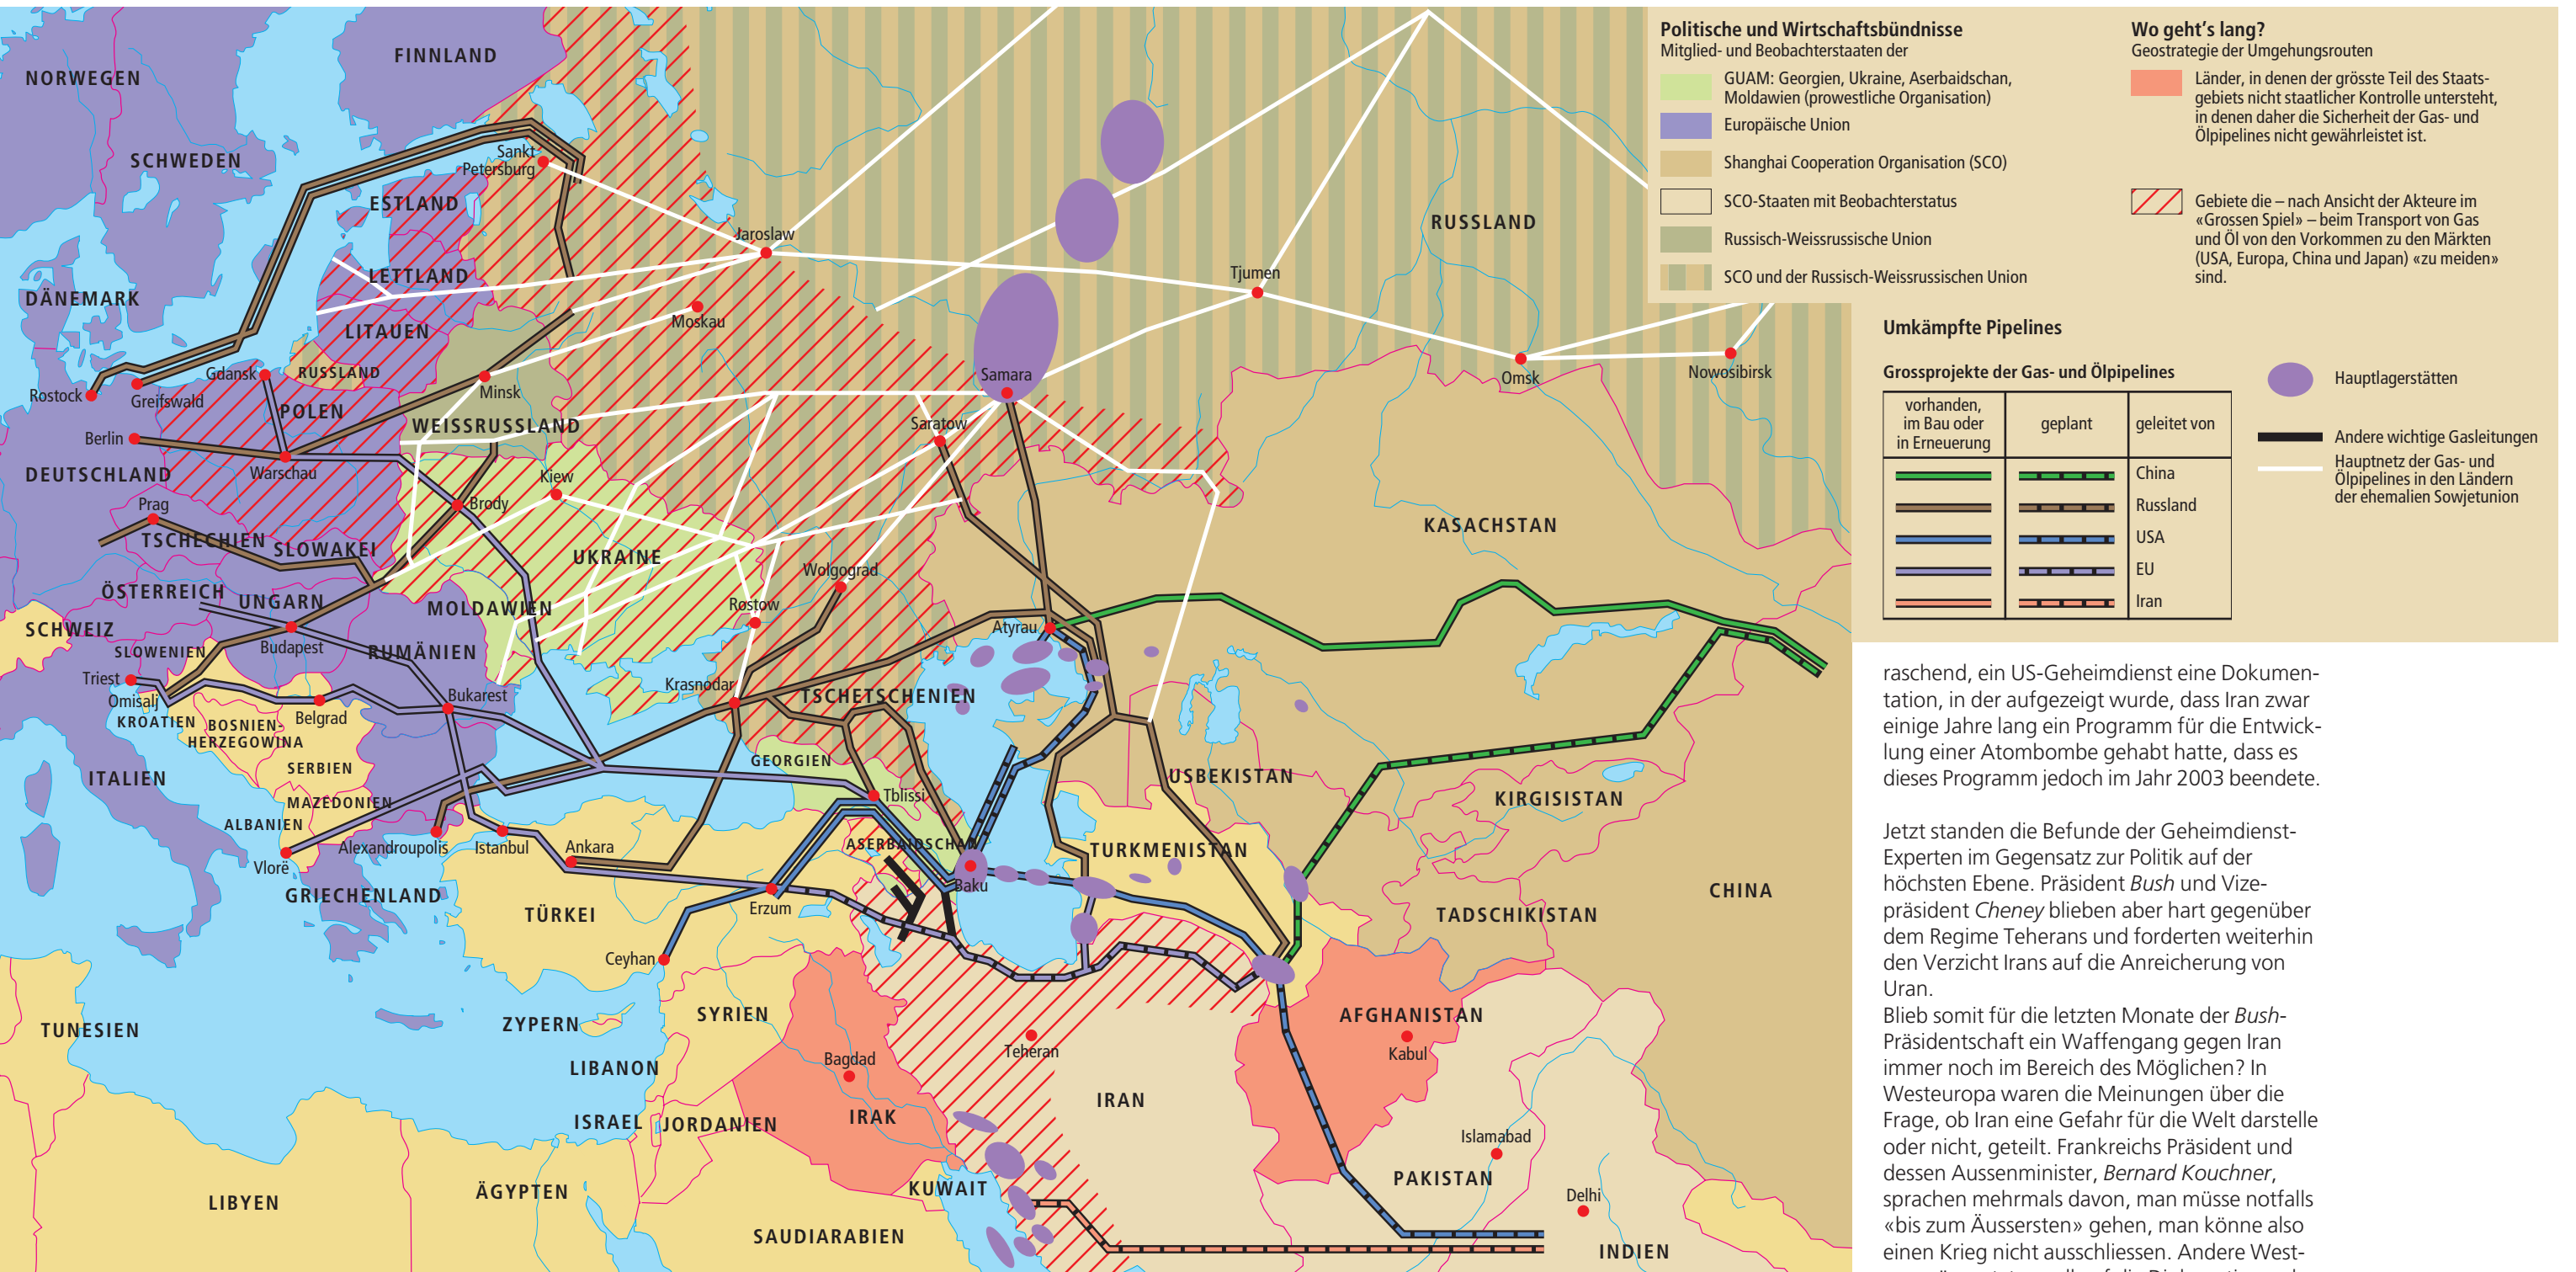 Politische und Wirtschaftsbündnisse
Mitglied- und Beobachterstaaten der
GUAM: Georgien, Ukraine, Aserbaidschan,
Moldawien (prowestliche Organisation)
Europäische Union
Shanghai Cooperation Organisation (SCO)
SCO-Staaten mit Beobachterstatus
Russisch-Weissrussische Union
SCO und der Russisch-Weissrussischen Union
Wo geht's lang?
Geostrategie der Umgehungsrouten
Länder, in denen der grösste Teil des Staats-
gebiets nicht staatlicher Kontrolle untersteht,
in denen daher die Sicherheit der Gas- und
Ölpipelines nicht gewährleistet ist.
Gebiete die – nach Ansicht der Akteure im
«Grossen Spiel» – beim Transport von Gas
und Öl von den Vorkommen zu den Märkten
(USA, Europa, China und Japan) «zu meiden»
sind.
Umkämpfte Pipelines
Grossprojekte der Gas- und Ölpipelines
vorhanden,
im Bau oder
in Erneuerung
geplant
geleitet von
China
Russland
USA
EU
Iran
Hauptlagerstätten
Andere wichtige Gasleitungen
Hauptnetz der Gas- und
Ölpipelines in den Ländern
der ehemalien Sowjetunion
NORWEGEN
FINNLAND
SCHWEDEN
Sankt
Petersburg
ESTLAND
Jaroslaw
RUSSLAND
LETTLAND
Tjumen
DÄNEMARK
LITAUEN
Moskau
Gdansk
RUSSLAND
Samara
Omsk
Nowosibirsk
Rostock
Greifswald
Minsk
POLEN
WEISSRUSSLAND
Saratow
Berlin
DEUTSCHLAND
Warschau
Kiew
Prag
Brody
KASACHSTAN
TSCHECHIEN
SLOWAKEI
UKRAINE
Wolgograd
ÖSTERREICH
UNGARN
MOLDAWIEN
Rostow
SCHWEIZ
Atyrau
SLOWENIEN
Budapest
RUMÄNIEN
Triest
Krasnodar
TSCHETSCHENIEN
Omisalj
Bukarest
KROATIEN
BOSNIEN-
HERZEGOWINA
Belgrad
SERBIEN
GEORGIEN
ITALIEN
USBEKISTAN
MAZEDONIEN
Tblissi
KIRGISISTAN
ALBANIEN
Alexandroupolis
Istanbul
Ankara
ASERBAIDSCHAN
TURKMENISTAN
Vlorë
Baku
GRIECHENLAND
Erzum
CHINA
TÜRKEI
TADSCHIKISTAN
Ceyhan
SYRIEN
AFGHANISTAN
TUNESIEN
ZYPERN
Teheran
Kabul
LIBANON
Bagdad
IRAN
ISRAEL
JORDANIEN
IRAK
Islamabad
PAKISTAN
LIBYEN
ÄGYPTEN
KUWAIT
Delhi
SAUDIARABIEN
INDIEN
raschend, ein US-Geheimdienst eine Dokumen-
tation, in der aufgezeigt wurde, dass Iran zwar
einige Jahre lang ein Programm für die Entwick-
lung einer Atombombe gehabt hatte, dass es
dieses Programm jedoch im Jahr 2003 beendete.
Jetzt standen die Befunde der Geheimdienst-
Experten im Gegensatz zur Politik auf der
höchsten Ebene. Präsident Bush und Vize-
präsident Cheney blieben aber hart gegenüber
dem Regime Teherans und forderten weiterhin
den Verzicht Irans auf die Anreicherung von
Uran.
Blieb somit für die letzten Monate der Bush-
Präsidentschaft ein Waffengang gegen Iran
immer noch im Bereich des Möglichen? In
Westeuropa waren die Meinungen über die
Frage, ob Iran eine Gefahr für die Welt darstelle
oder nicht, geteilt. Frankreichs Präsident und
dessen Aussenminister, Bernard Kouchner,
sprachen mehrmals davon, man müsse notfalls
«bis zum Äussersten» gehen, man könne also
einen Krieg nicht ausschliessen. Andere West-